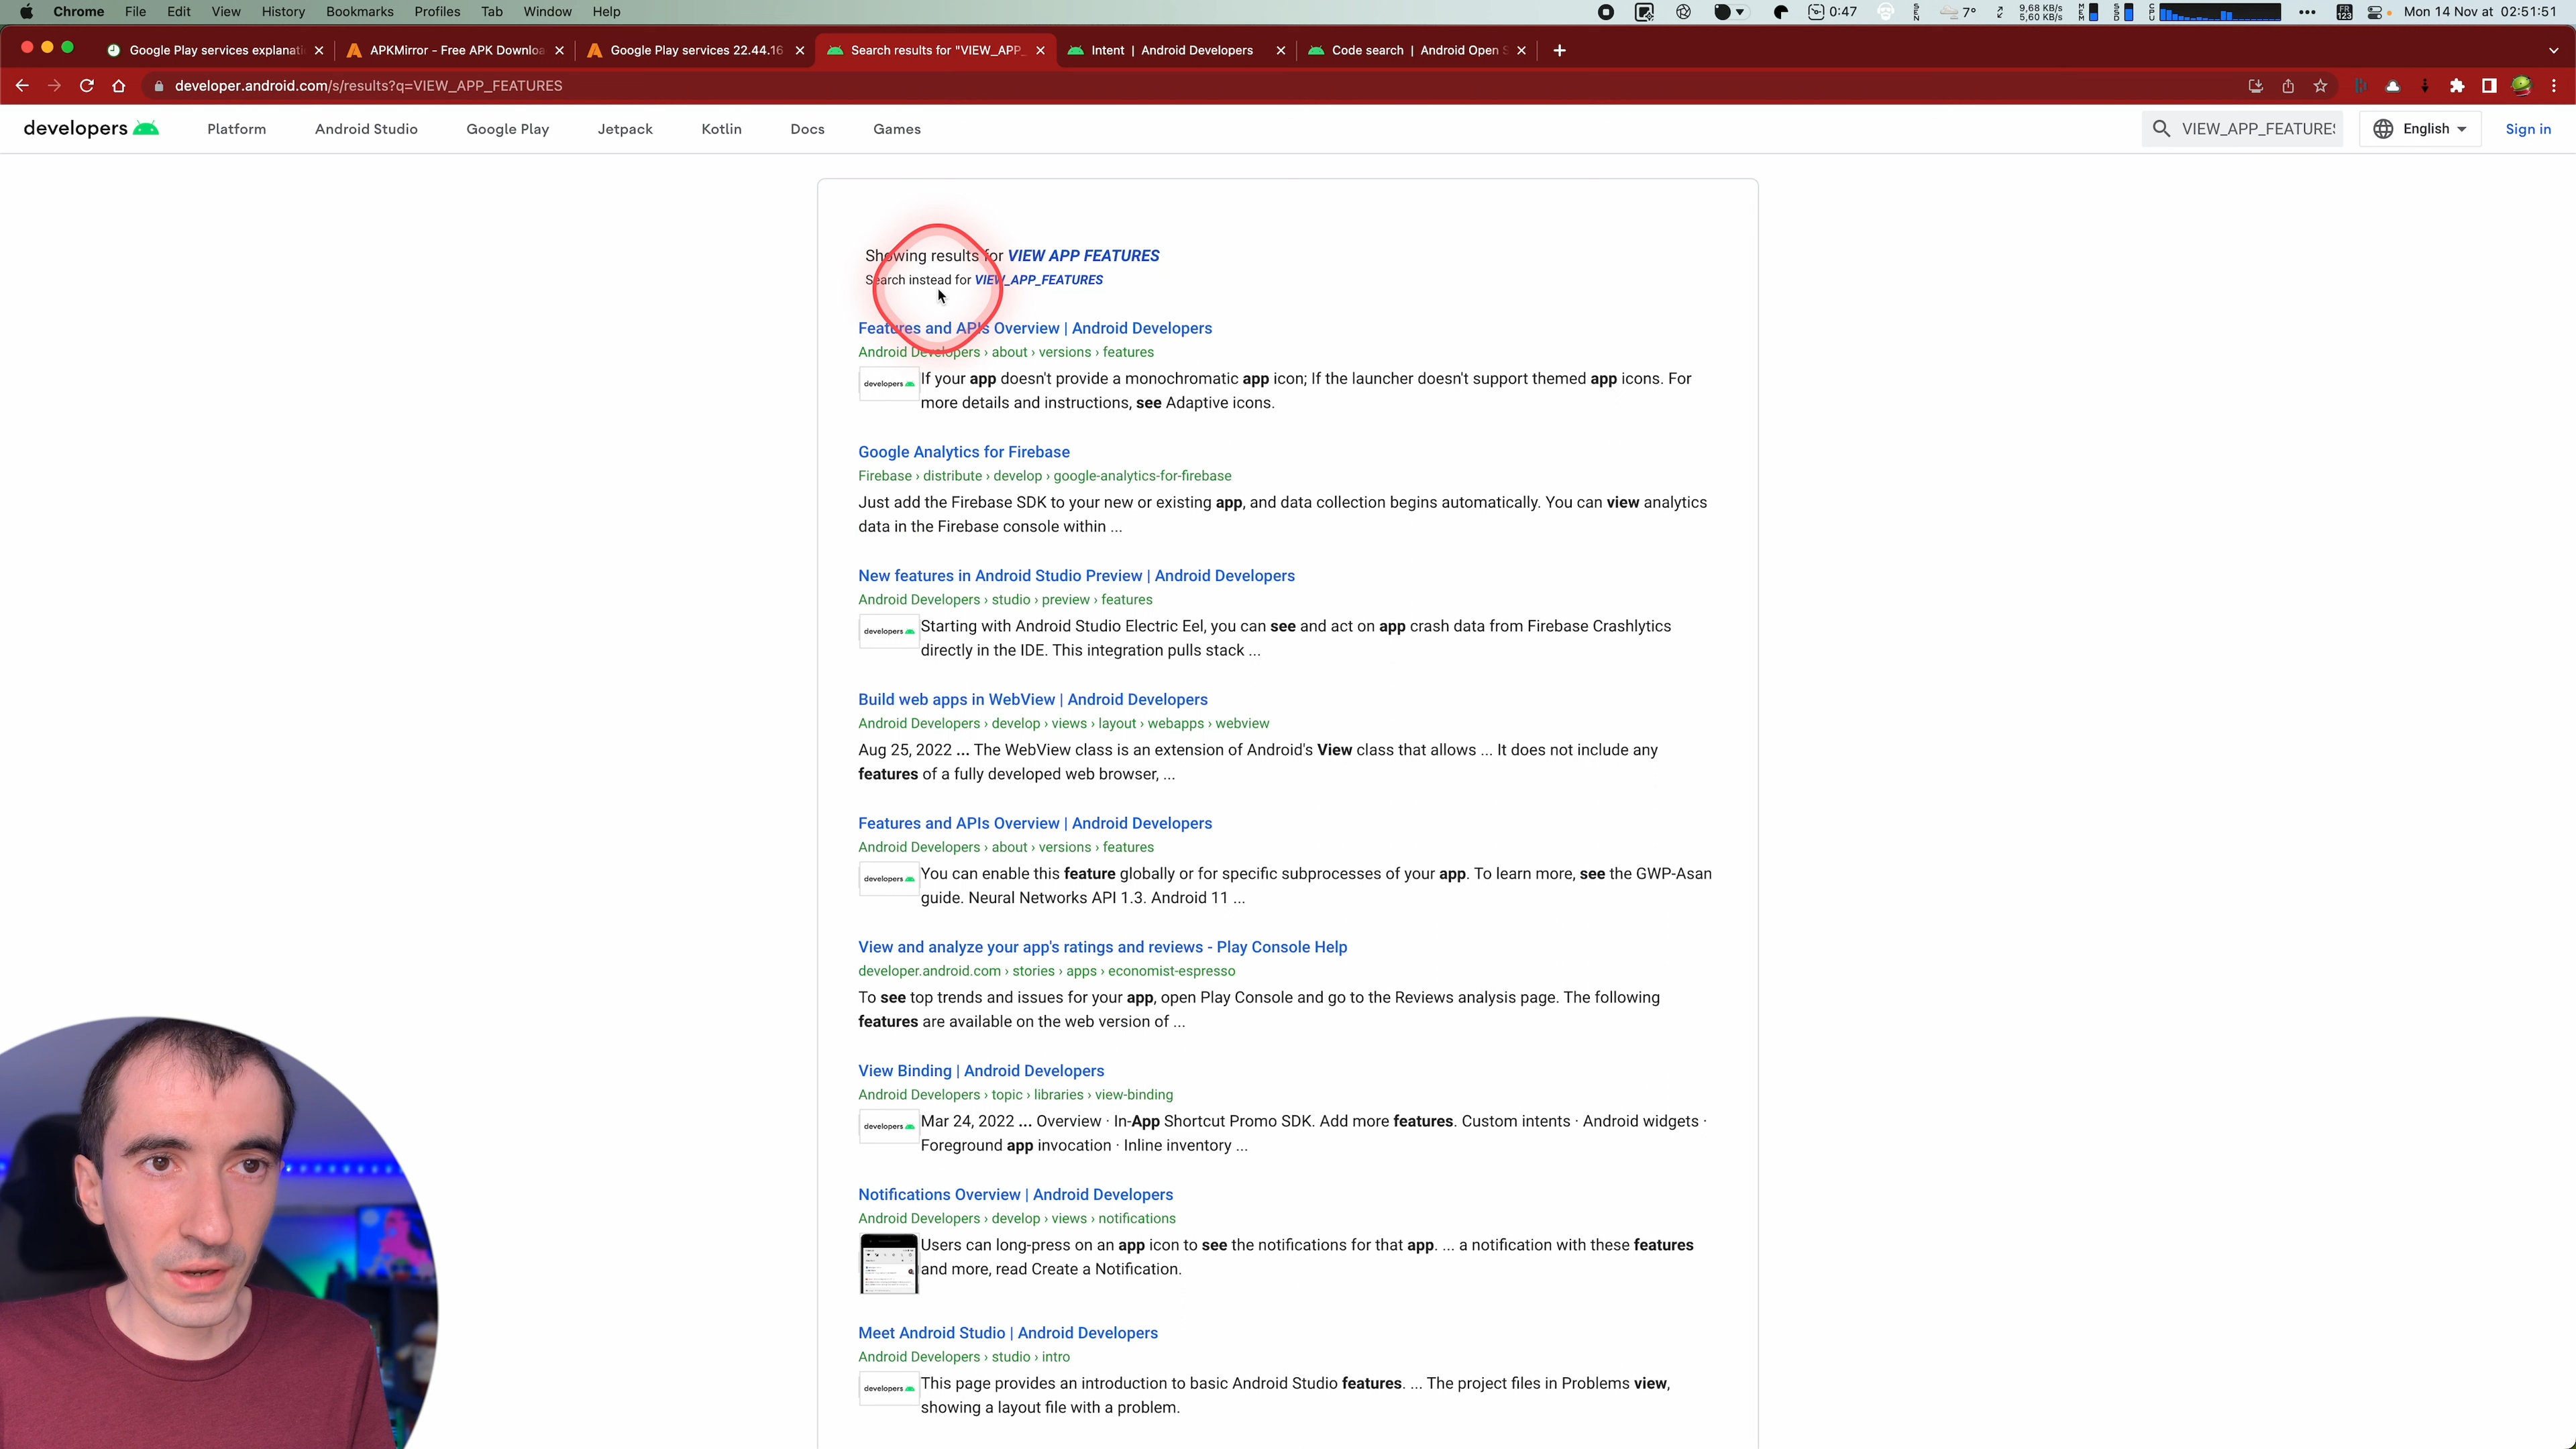 Chrome File Edit View History Bookmarks Profiles Tab Window Help 0:47 7° 9,68 KB/s 5,60 KB/s Mon 14 Nov at 02:51:51
Google Play services explanati APKMirror - Free APK Downloa Google Play services 22.44.16 Search results for "VIEW_APP_ Intent | Android Developers Code search | Android Open S
developer.android.com/s/results?q=VIEW_APP_FEATURES
developers Platform Android Studio Google Play Jetpack Kotlin Docs Games VIEW_APP_FEATURES English Sign in
Showing results for VIEW APP FEATURES
Search instead for VIEW_APP_FEATURES
Features and APIs Overview | Android Developers
Android Developers › about › versions › features
developers If your app doesn't provide a monochromatic app icon; If the launcher doesn't support themed app icons. For
more details and instructions, see Adaptive icons.
Google Analytics for Firebase
Firebase › distribute › develop › google-analytics-for-firebase
Just add the Firebase SDK to your new or existing app, and data collection begins automatically. You can view analytics
data in the Firebase console within ...
New features in Android Studio Preview | Android Developers
Android Developers › studio › preview › features
developers Starting with Android Studio Electric Eel, you can see and act on app crash data from Firebase Crashlytics
directly in the IDE. This integration pulls stack ...
Build web apps in WebView | Android Developers
Android Developers › develop › views › layout › webapps › webview
Aug 25, 2022 ... The WebView class is an extension of Android's View class that allows ... It does not include any
features of a fully developed web browser, ...
Features and APIs Overview | Android Developers
Android Developers › about › versions › features
developers You can enable this feature globally or for specific subprocesses of your app. To learn more, see the GWP-Asan
guide. Neural Networks API 1.3. Android 11 ...
View and analyze your app's ratings and reviews - Play Console Help
developer.android.com › stories › apps › economist-espresso
To see top trends and issues for your app, open Play Console and go to the Reviews analysis page. The following
features are available on the web version of ...
View Binding | Android Developers
Android Developers › topic › libraries › view-binding
developers Mar 24, 2022 ... Overview · In-App Shortcut Promo SDK. Add more features. Custom intents · Android widgets ·
Foreground app invocation · Inline inventory ...
Notifications Overview | Android Developers
Android Developers › develop › views › notifications
Users can long-press on an app icon to see the notifications for that app. ... a notification with these features
and more, read Create a Notification.
Meet Android Studio | Android Developers
Android Developers › studio › intro
developers This page provides an introduction to basic Android Studio features. ... The project files in Problems view,
showing a layout file with a problem.